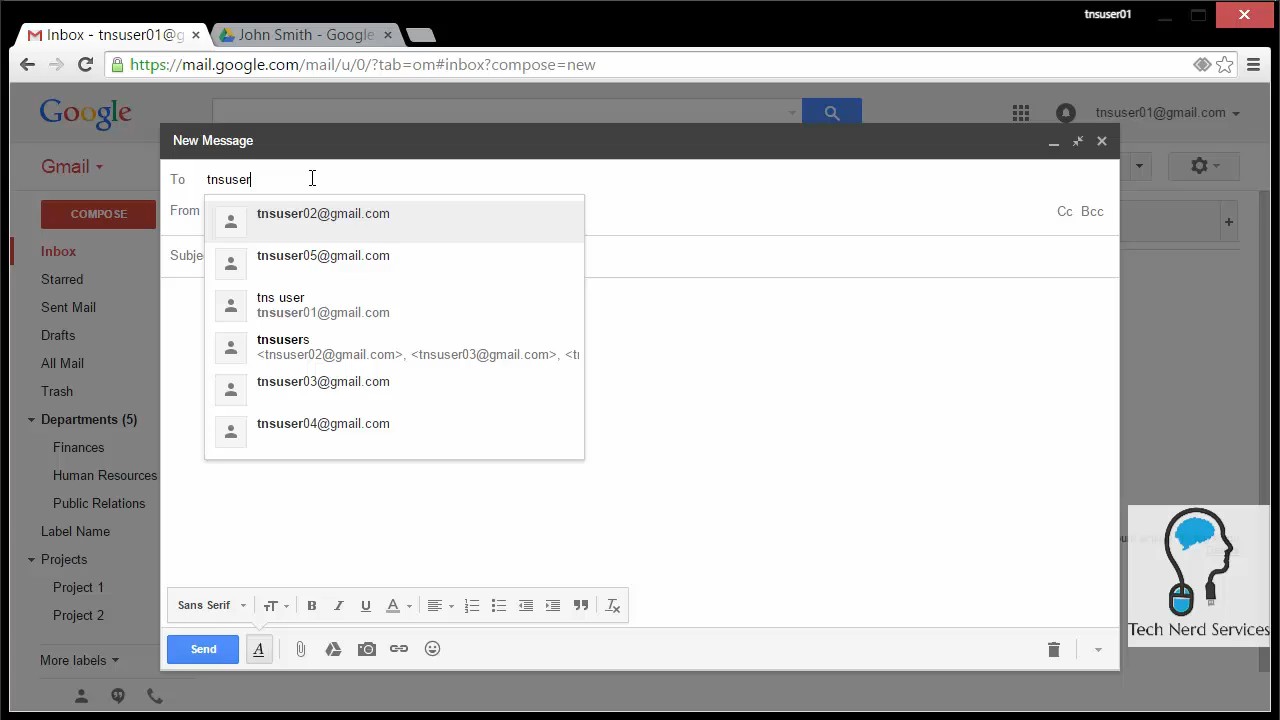 tnsuser01
Inbox - tnsuser01@g
John Smith - Google
https://mail.google.com/mail/u/0/?tab=om#inbox?compose=new
Google
tnsuser01@gmail.com
New Message
Gmail
To tnsuser
COMPOSE
From
Cc Bcc
Subje
tnsuser02@gmail.com
tnsuser05@gmail.com
tns user
tnsuser01@gmail.com
tnsusers
<tnsuser02@gmail.com>, <tnsuser03@gmail.com>, <t
tnsuser03@gmail.com
tnsuser04@gmail.com
Inbox
Starred
Sent Mail
Drafts
All Mail
Trash
Departments (5)
Finances
Human Resources
Public Relations
Label Name
Projects
Project 1
Project 2
More labels
Sans Serif
B I U A
Send
A
Tech Nerd Services